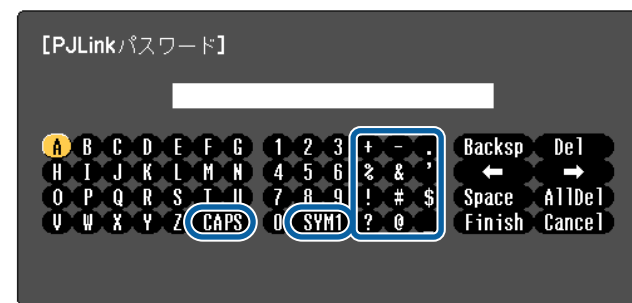 [PJLinkパスワード]
A B C D E F G 1 2 3 + - . Backsp Del
H I J K L M N 4 5 6 % & ' ← →
O P Q R S T U 7 8 9 ! # $ Space AllDel
V W X Y Z CAPS 0 SYM1 ? @ _ Finish Cancel